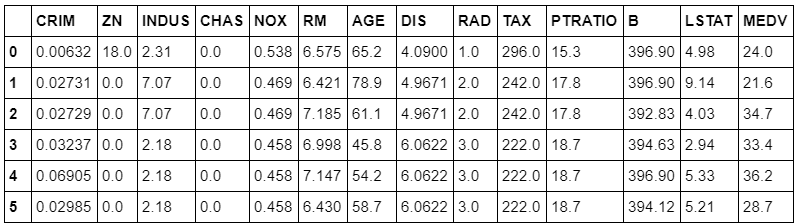 CRIM ZN INDUS CHAS NOX RM AGE DIS RAD TAX PTRATIO B LSTAT MEDV
0 0.00632 18.0 2.31 0.0 0.538 6.575 65.2 4.0900 1.0 296.0 15.3 396.90 4.98 24.0
1 0.02731 0.0 7.07 0.0 0.469 6.421 78.9 4.9671 2.0 242.0 17.8 396.90 9.14 21.6
2 0.02729 0.0 7.07 0.0 0.469 7.185 61.1 4.9671 2.0 242.0 17.8 392.83 4.03 34.7
3 0.03237 0.0 2.18 0.0 0.458 6.998 45.8 6.0622 3.0 222.0 18.7 394.63 2.94 33.4
4 0.06905 0.0 2.18 0.0 0.458 7.147 54.2 6.0622 3.0 222.0 18.7 396.90 5.33 36.2
5 0.02985 0.0 2.18 0.0 0.458 6.430 58.7 6.0622 3.0 222.0 18.7 394.12 5.21 28.7